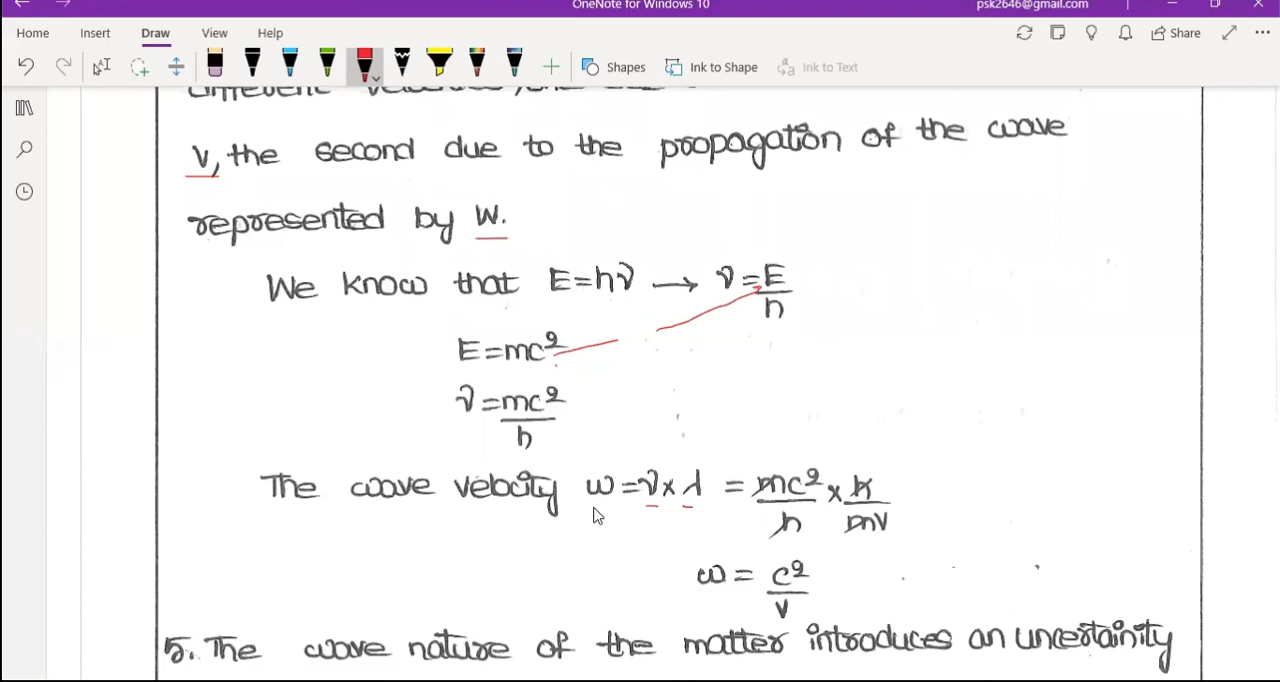 OneNote for Windows 10
psk2646@gmail.com
Home Insert Draw View Help
Share
Shapes Ink to Shape Ink to Text
different
v, the second due to the propagation of the wave
represented by W.
We know that E=hν → ν=E/h
E=mc²
ν=mc²/h
The wave velocity ω=ν×λ = mc²/h × h/mv
ω = c²/v
5. The wave nature of the matter introduces an uncertainity